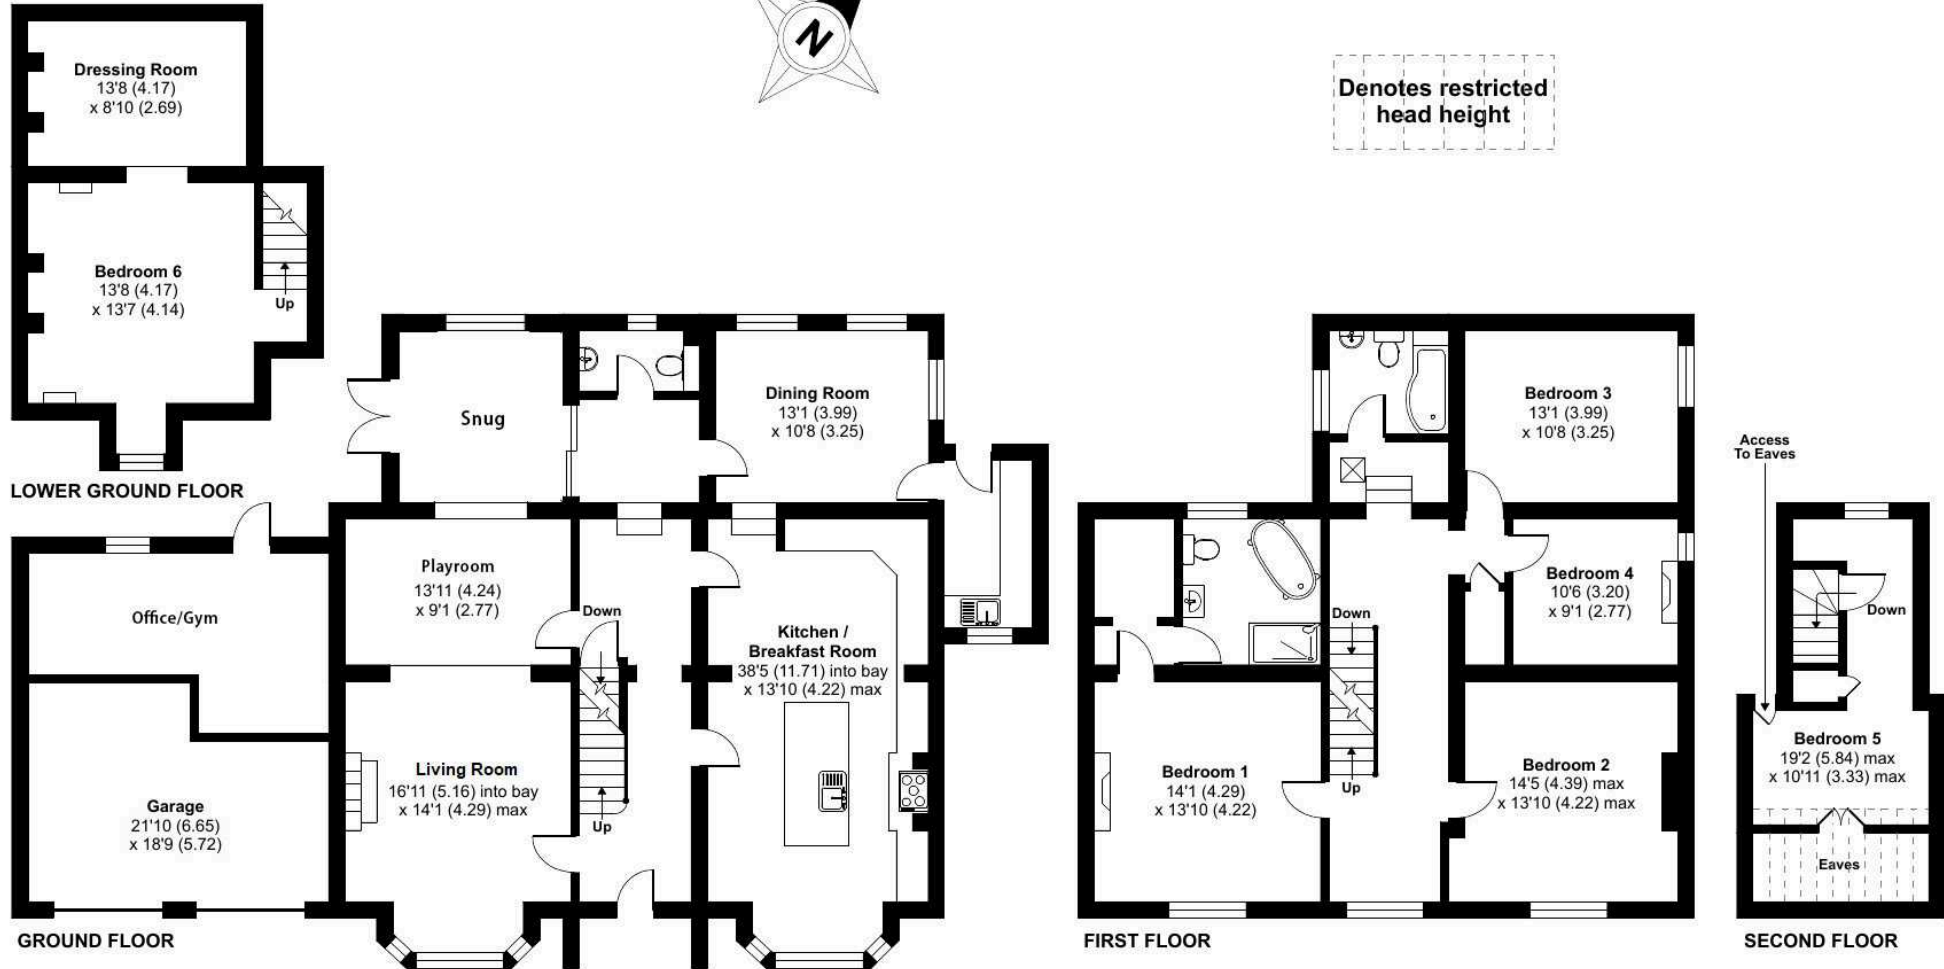 N
Denotes restricted
head height
Dressing Room
13'8 (4.17)
x 8'10 (2.69)
Bedroom 6
13'8 (4.17)
x 13'7 (4.14)
Up
LOWER GROUND FLOOR
Snug
Dining Room
13'1 (3.99)
x 10'8 (3.25)
Office/Gym
Playroom
13'11 (4.24)
x 9'1 (2.77)
Down
Kitchen /
Breakfast Room
38'5 (11.71) into bay
x 13'10 (4.22) max
Living Room
16'11 (5.16) into bay
x 14'1 (4.29) max
Up
Garage
21'10 (6.65)
x 18'9 (5.72)
GROUND FLOOR
Bedroom 3
13'1 (3.99)
x 10'8 (3.25)
Bedroom 4
10'6 (3.20)
x 9'1 (2.77)
Down
Up
Bedroom 1
14'1 (4.29)
x 13'10 (4.22)
Bedroom 2
14'5 (4.39) max
x 13'10 (4.22) max
FIRST FLOOR
Access
To Eaves
Down
Bedroom 5
19'2 (5.84) max
x 10'11 (3.33) max
Eaves
SECOND FLOOR